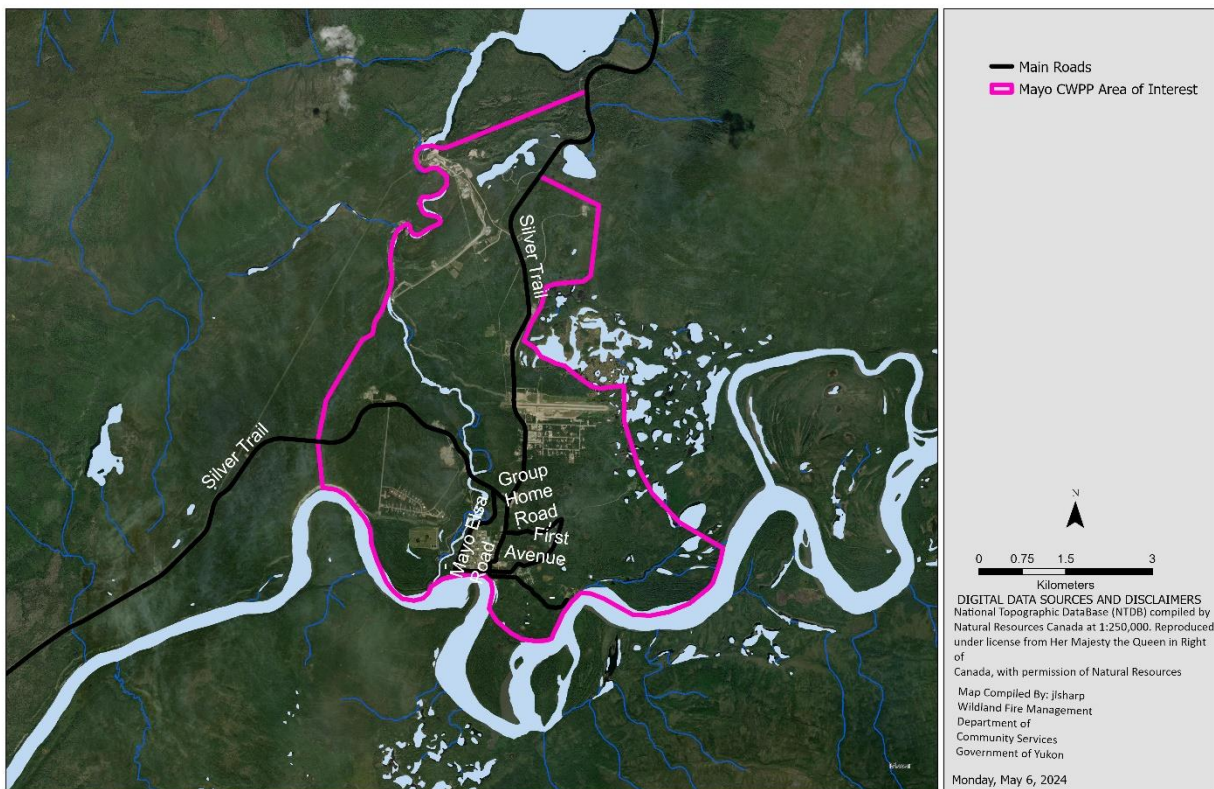 Silver Trail
Silver Trail
Group
Home
Road
First
Avenue
Mayo Elsa
Road
Main Roads
Mayo CWPP Area of Interest
N
0 0.75 1.5 3
Kilometers
DIGITAL DATA SOURCES AND DISCLAIMERS
National Topographic DataBase (NTDB) compiled by
Natural Resources Canada at 1:250,000. Reproduced
under license from Her Majesty the Queen in Right
of
Canada, with permission of Natural Resources
Map Compiled By: jlsharp
Wildland Fire Management
Department of
Community Services
Government of Yukon
Monday, May 6, 2024